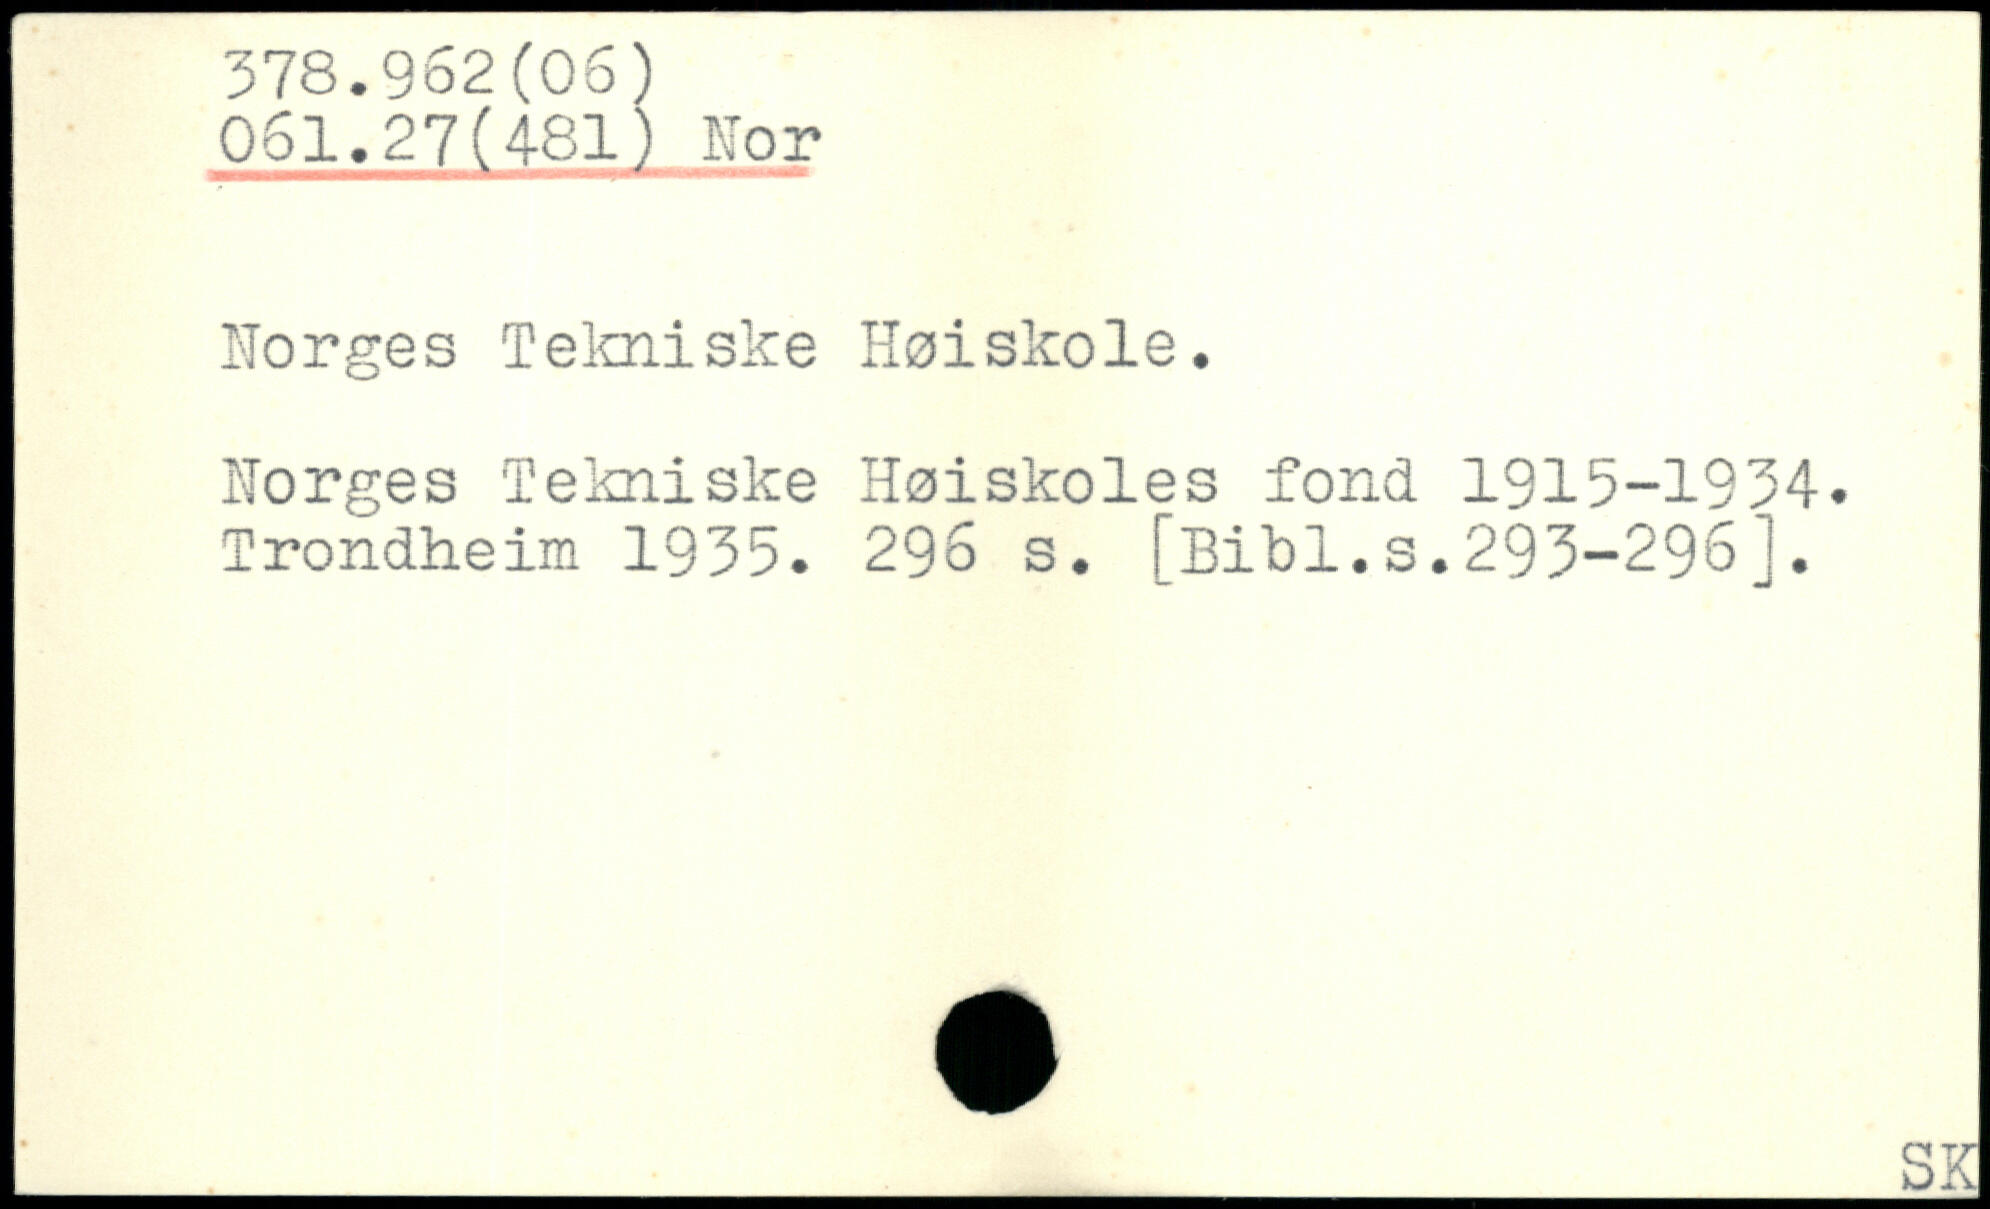 378.962(06)
061.27(481) Nor
Norges Tekniske Høiskole.
Norges Tekniske Høiskoles fond 1915-1934.
Trondheim 1935. 296 s. [Bibl.s.293-296].
SK